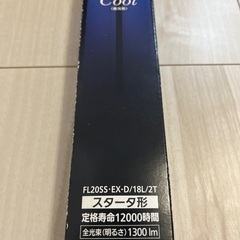 Cool
FL20SS·EX-D/18L/2T
スタータ形
定格寿命12000時間
全光束(明るさ) 1300 lm